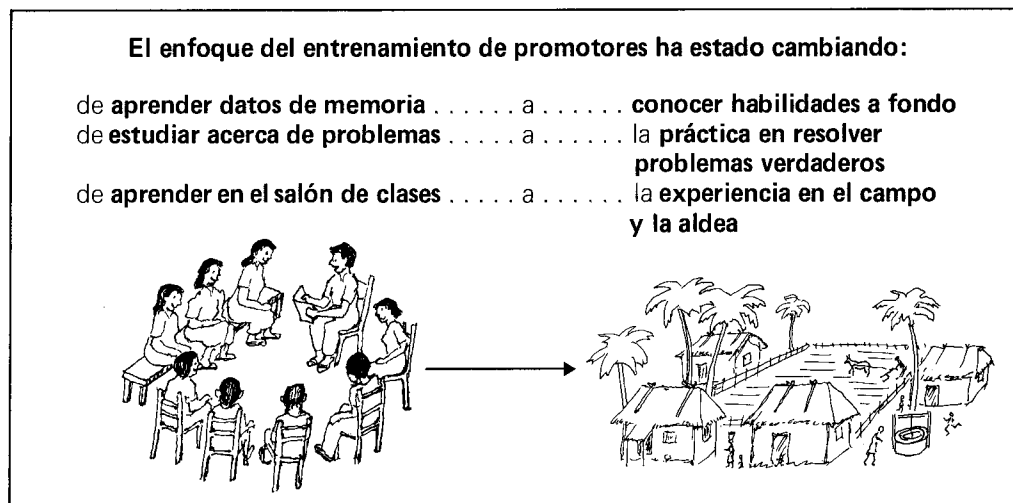 El enfoque del entrenamiento de promotores ha estado cambiando:
de aprender datos de memoria . . . . . . a . . . . . . conocer habilidades a fondo
de estudiar acerca de problemas . . . . . a . . . . . . la práctica en resolver
problemas verdaderos
de aprender en el salón de clases . . . . . a . . . . . . la experiencia en el campo
y la aldea